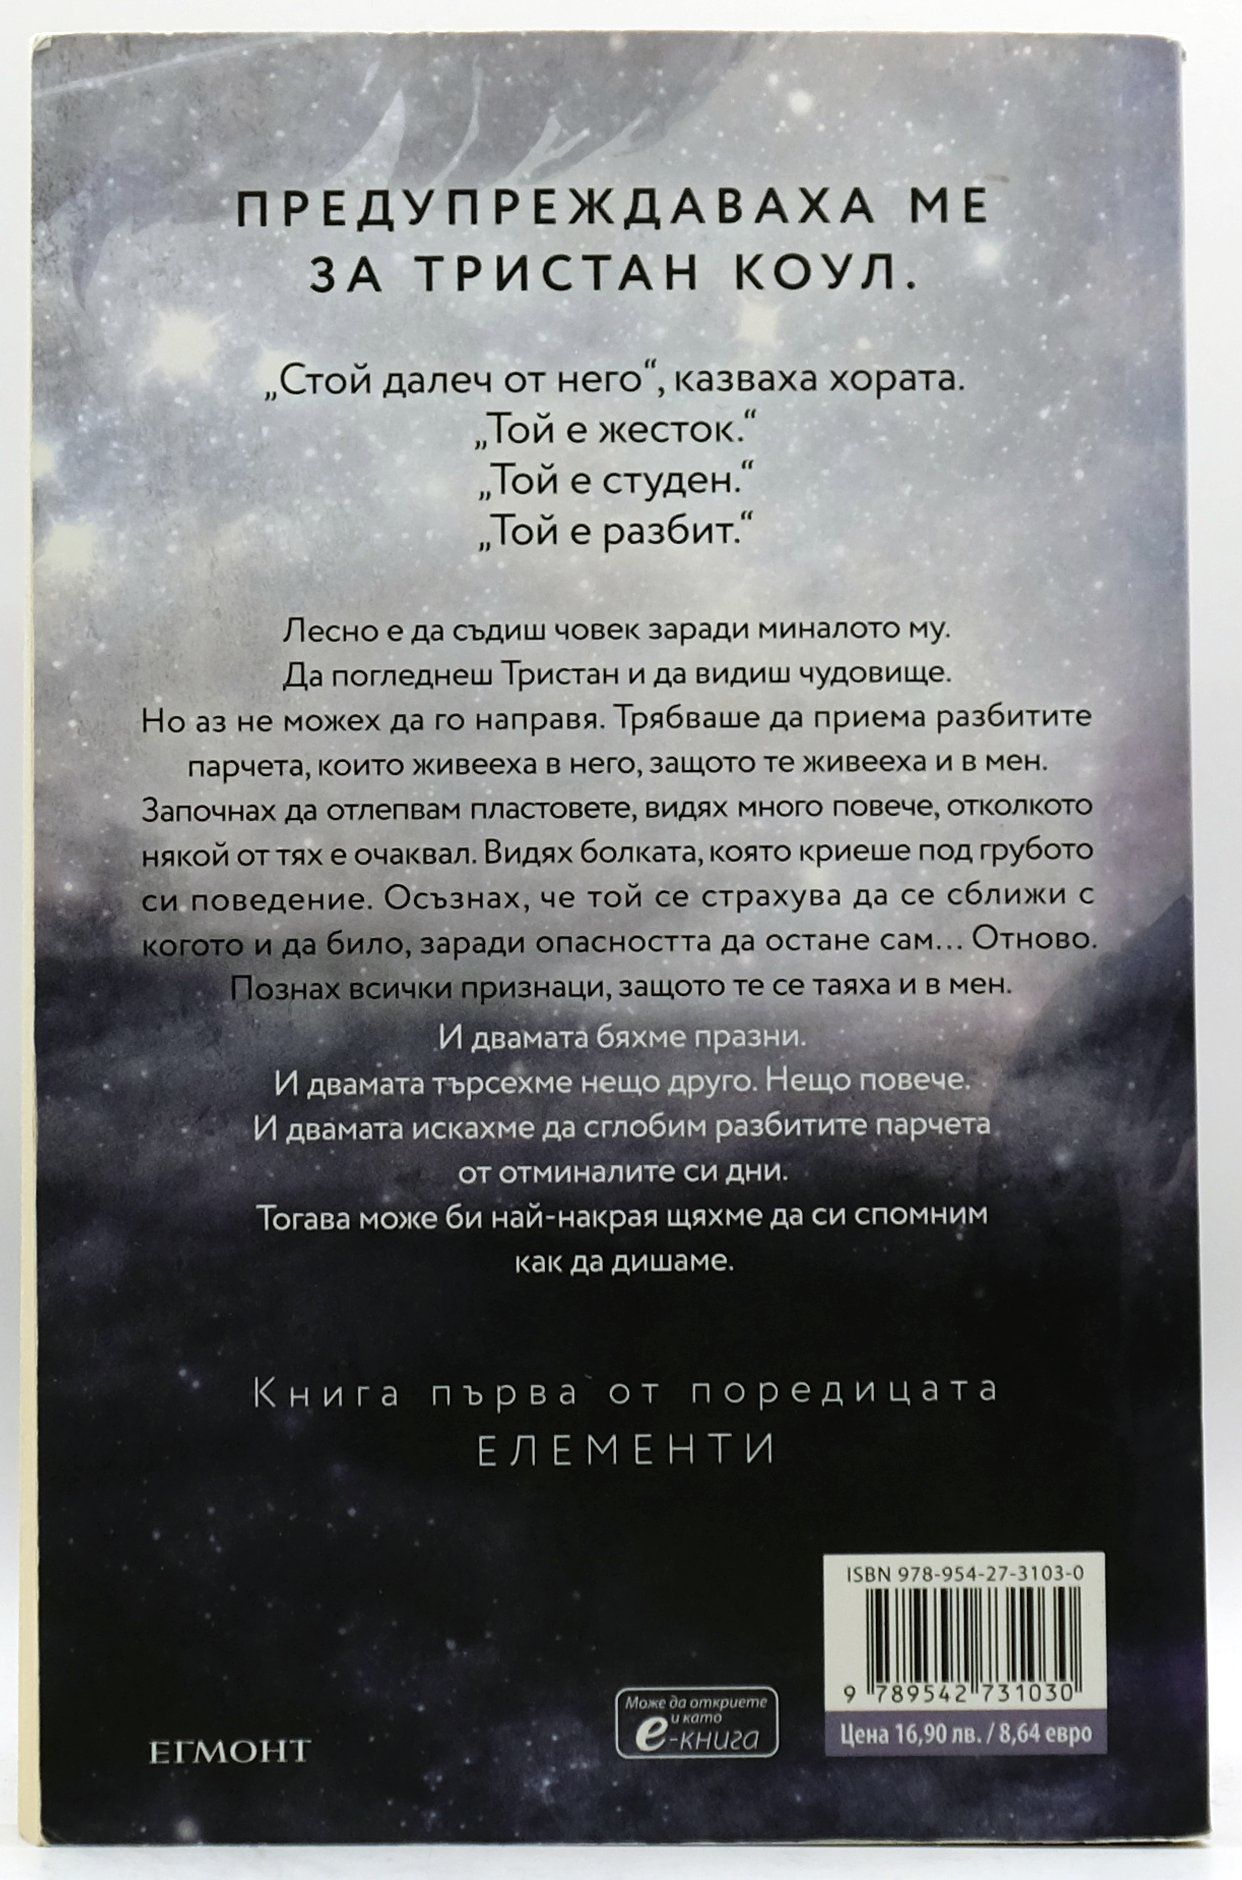 ПРЕДУПРЕЖДАВАХА МЕ
ЗА ТРИСТАН КОУЛ.
„Стой далеч от него“, казваха хората.
„Той е жесток.“
„Той е студен.“
„Той е разбит.“
Лесно е да съдиш човек заради миналото му.
Да погледнеш Тристан и да видиш чудовище.
Но аз не можех да го направя. Трябваше да приема разбитите
парчета, които живееха в него, защото те живееха и в мен.
Започнах да отлепвам пластовете, видях много повече, отколкото
някой от тях е очаквал. Видях болката, която криеше под грубото
си поведение. Осъзнах, че той се страхува да се сближи с
когото и да било, заради опасността да остане сам... Отново.
Познах всички признаци, защото те се таяха и в мен.
И двамата бяхме празни.
И двамата търсехме нещо друго. Нещо повече.
И двамата искахме да сглобим разбитите парчета
от отминалите си дни.
Тогава може би най-накрая щяхме да си спомним
как да дишаме.
Книга първа от поредицата
ЕЛЕМЕНТИ
ISBN 978-954-27-3103-0
9 789542 731030
Цена 16,90 лв. / 8,64 евро
Може да откриете
и като
е-книга
ЕГМОНТ